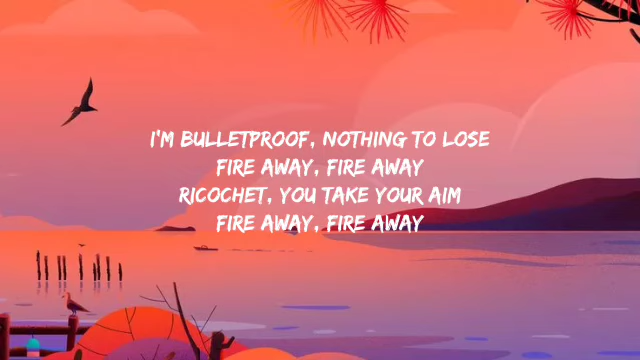 I'M BULLETPROOF, NOTHING TO LOSE
FIRE AWAY, FIRE AWAY
RICOCHET, YOU TAKE YOUR AIM
FIRE AWAY, FIRE AWAY